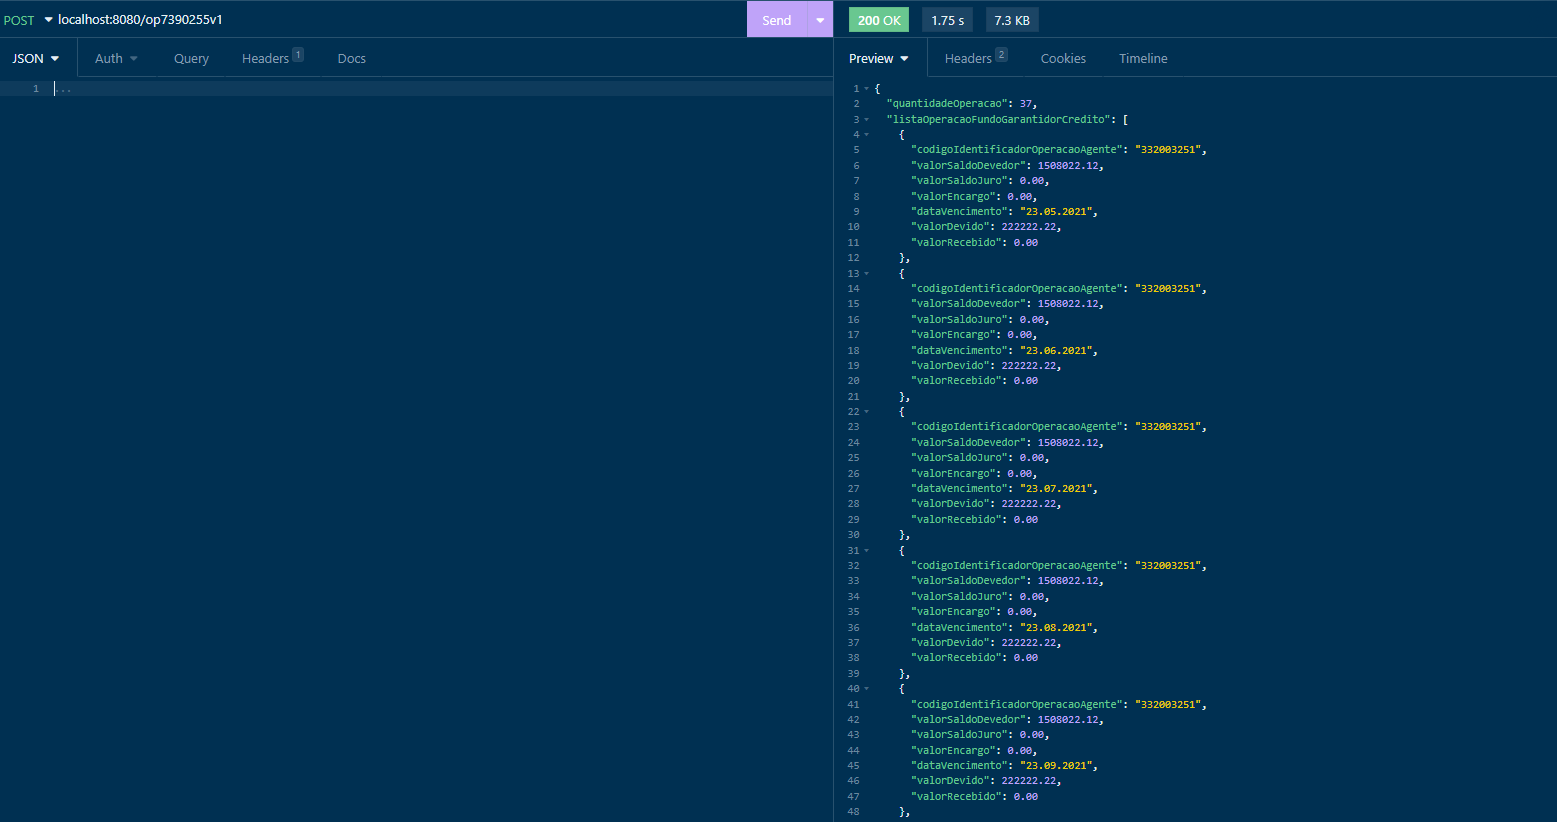 POST localhost:8080/op7390255v1 Send 200 OK 1.75 s 7.3 KB
JSON Auth Query Headers 1 Docs Preview Headers 2 Cookies Timeline
1 ...
1 {
2 "quantidadeOperacao": 37,
3 "listaOperacaoFundoGarantidorCredito": [
4 {
5 "codigoIdentificadorOperacaoAgente": "332003251",
6 "valorSaldoDevedor": 1508022.12,
7 "valorSaldoJuro": 0.00,
8 "valorEncargo": 0.00,
9 "dataVencimento": "23.05.2021",
10 "valorDevido": 222222.22,
11 "valorRecebido": 0.00
12 },
13 {
14 "codigoIdentificadorOperacaoAgente": "332003251",
15 "valorSaldoDevedor": 1508022.12,
16 "valorSaldoJuro": 0.00,
17 "valorEncargo": 0.00,
18 "dataVencimento": "23.06.2021",
19 "valorDevido": 222222.22,
20 "valorRecebido": 0.00
21 },
22 {
23 "codigoIdentificadorOperacaoAgente": "332003251",
24 "valorSaldoDevedor": 1508022.12,
25 "valorSaldoJuro": 0.00,
26 "valorEncargo": 0.00,
27 "dataVencimento": "23.07.2021",
28 "valorDevido": 222222.22,
29 "valorRecebido": 0.00
30 },
31 {
32 "codigoIdentificadorOperacaoAgente": "332003251",
33 "valorSaldoDevedor": 1508022.12,
34 "valorSaldoJuro": 0.00,
35 "valorEncargo": 0.00,
36 "dataVencimento": "23.08.2021",
37 "valorDevido": 222222.22,
38 "valorRecebido": 0.00
39 },
40 {
41 "codigoIdentificadorOperacaoAgente": "332003251",
42 "valorSaldoDevedor": 1508022.12,
43 "valorSaldoJuro": 0.00,
44 "valorEncargo": 0.00,
45 "dataVencimento": "23.09.2021",
46 "valorDevido": 222222.22,
47 "valorRecebido": 0.00
48 },